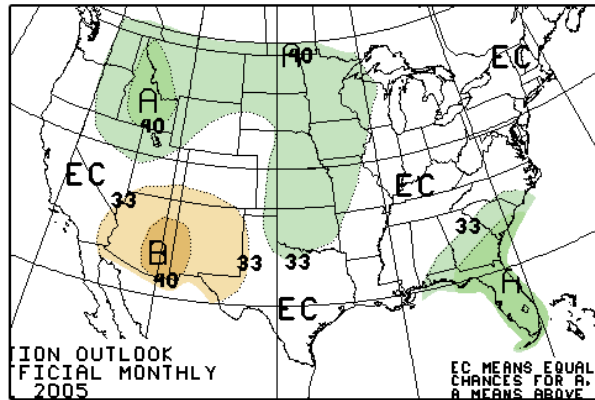 A
40
EC
A
40
EC
33
EC
33
B
40
33
33
A
EC
TION OUTLOOK
FFICIAL MONTHLY
2005
EC MEANS EQUAL
CHANCES FOR A,
A MEANS ABOVE